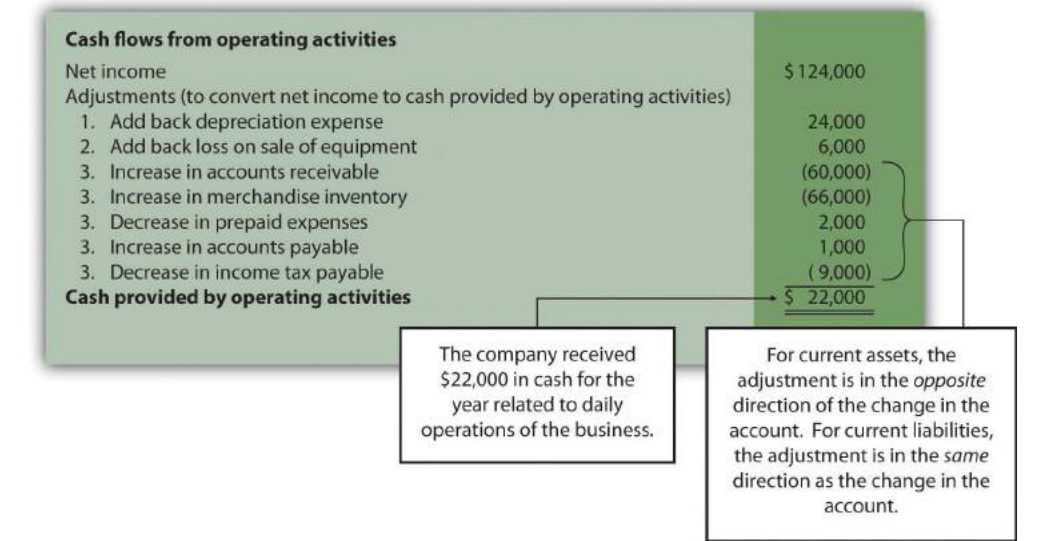 Cash flows from operating activities
Net income $124,000
Adjustments (to convert net income to cash provided by operating activities)
1. Add back depreciation expense 24,000
2. Add back loss on sale of equipment 6,000
3. Increase in accounts receivable (60,000)
3. Increase in merchandise inventory (66,000)
3. Decrease in prepaid expenses 2,000
3. Increase in accounts payable 1,000
3. Decrease in income tax payable (9,000)
Cash provided by operating activities $ 22,000
The company received
$22,000 in cash for the
year related to daily
operations of the business.
For current assets, the
adjustment is in the opposite
direction of the change in the
account. For current liabilities,
the adjustment is in the same
direction as the change in the
account.